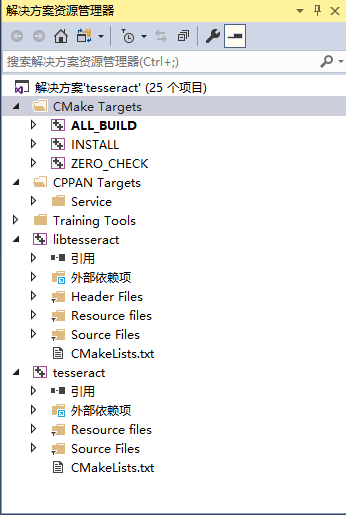 解决方案资源管理器
搜索解决方案资源管理器(Ctrl+;)
解决方案'tesseract' (25 个项目)
CMake Targets
ALL_BUILD
INSTALL
ZERO_CHECK
CPPAN Targets
Service
Training Tools
libtesseract
引用
外部依赖项
Header Files
Resource files
Source Files
CMakeLists.txt
tesseract
引用
外部依赖项
Resource files
Source Files
CMakeLists.txt